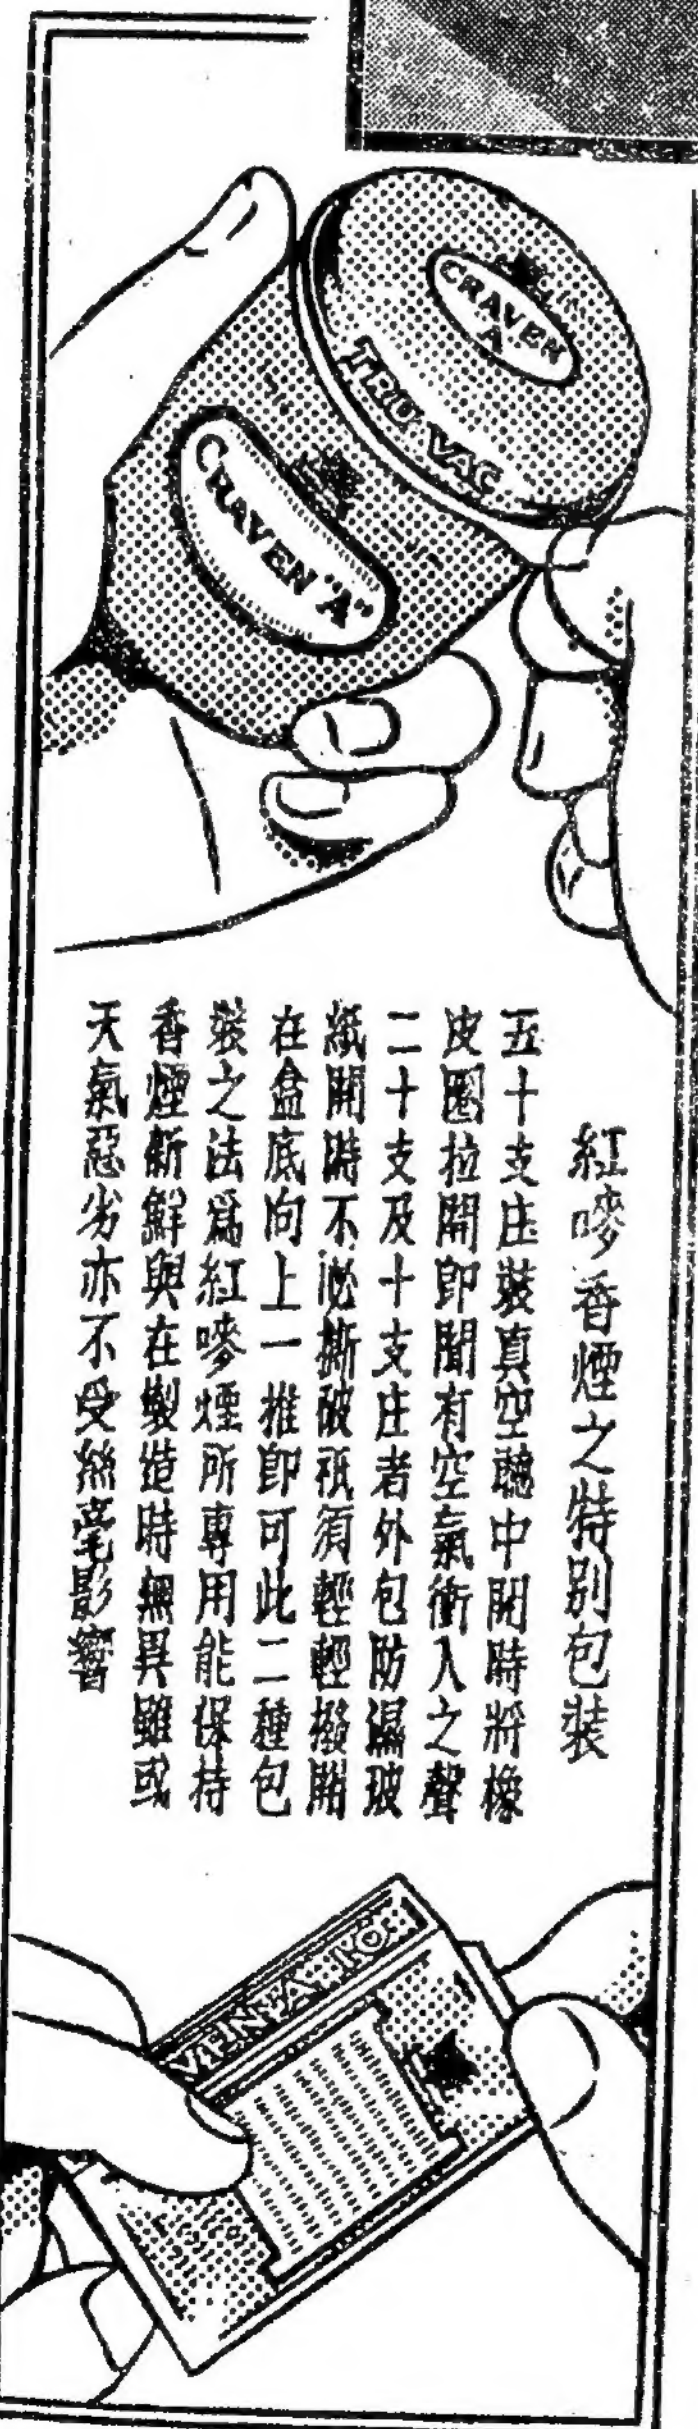 CRAVEN
A
TRU VAC
CRAVEN "A"
紅嘜香煙之特別包裝
五十支庄裝真空聽中開時將橡
皮圈拉開即聞有空氣衝入之聲
二十支及十支庄者外包防濕玻
紙開時不必撕破祇須輕輕撥開
在盒底向上一推即可此二種包
裝之法爲紅嘜煙所專用能保持
香煙新鮮與在製造時無異雖或
天氣惡劣亦不受絲毫影響